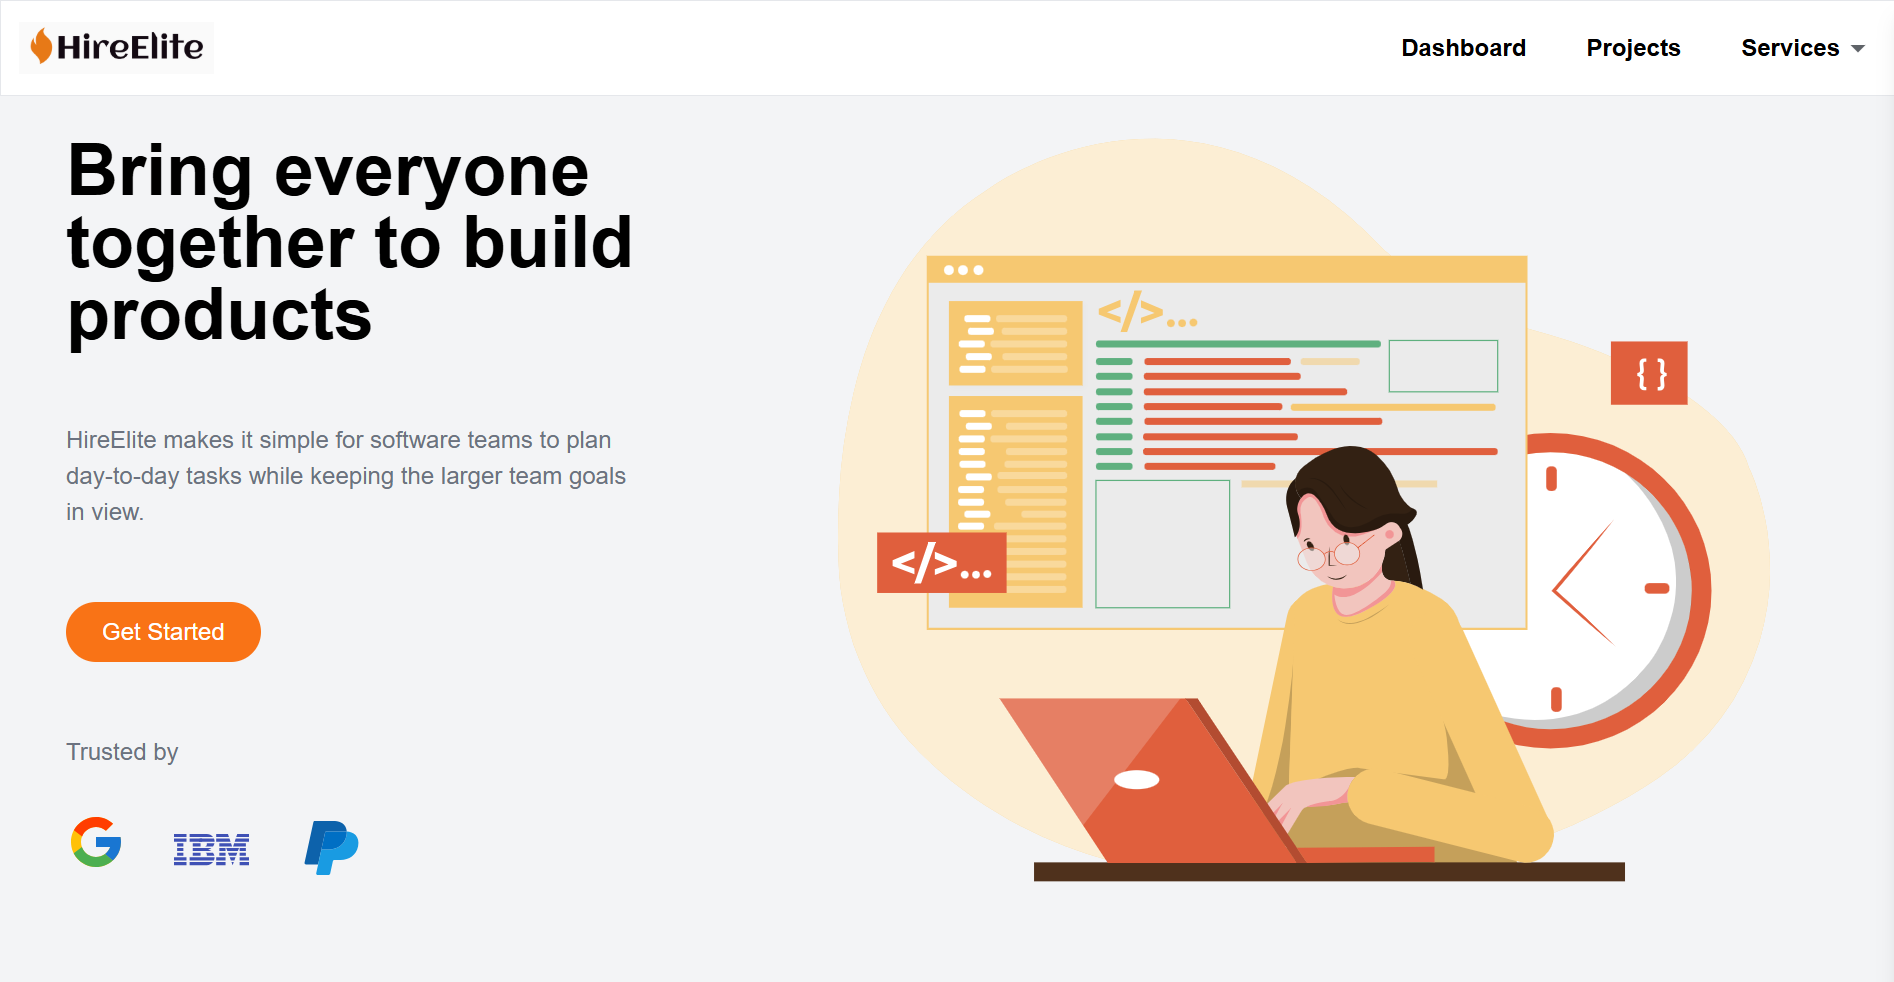 HireElite
Dashboard Projects Services
Bring everyone
together to build
products
HireElite makes it simple for software teams to plan
day-to-day tasks while keeping the larger team goals
in view.
Get Started
Trusted by
G IBM P
</>...
{ }
</>...